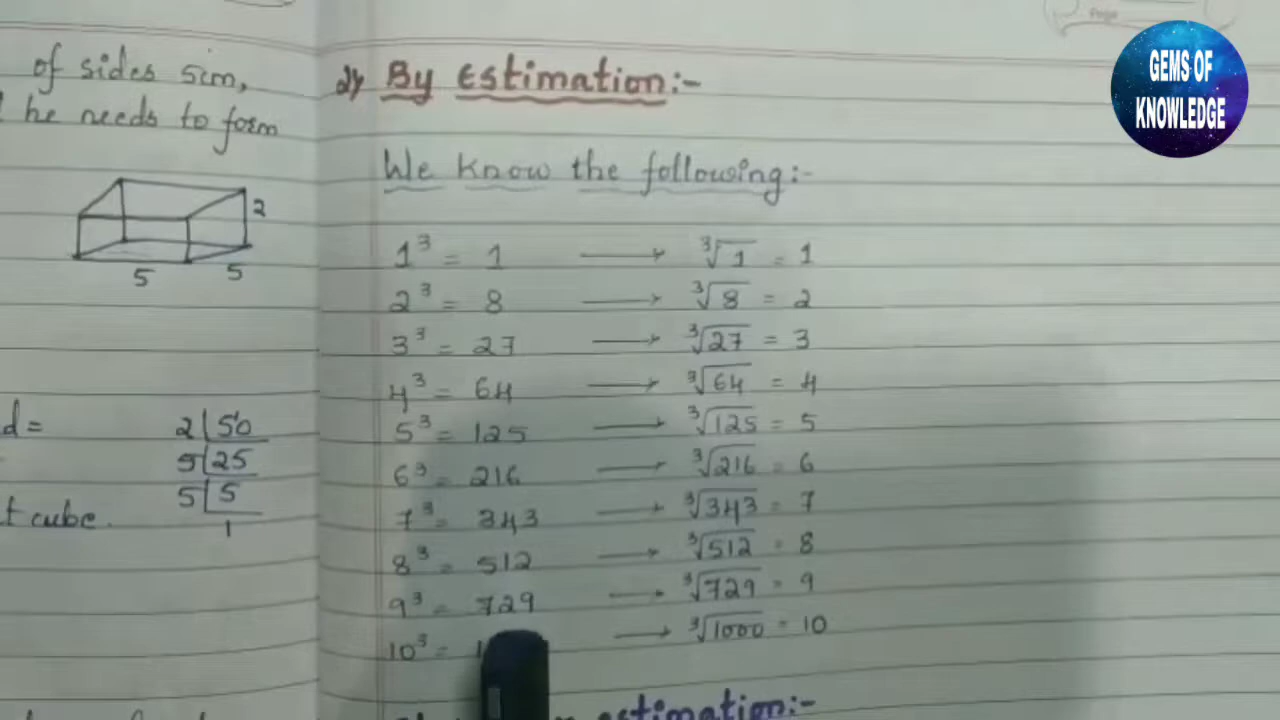 Page
GEMS OF
KNOWLEDGE
of sides 5cm,
he needs to form
2
5
5
d =
2 50
5 25
5 5
1
t cube.
2) By Estimation:-
We know the following:-
1³ = 1 → ∛1 = 1
2³ = 8 → ∛8 = 2
3³ = 27 → ∛27 = 3
4³ = 64 → ∛64 = 4
5³ = 125 → ∛125 = 5
6³ = 216 → ∛216 = 6
7³ = 343 → ∛343 = 7
8³ = 512 → ∛512 = 8
9³ = 729 → ∛729 = 9
10³ = 1 → ∛1000 = 10
estimation:-